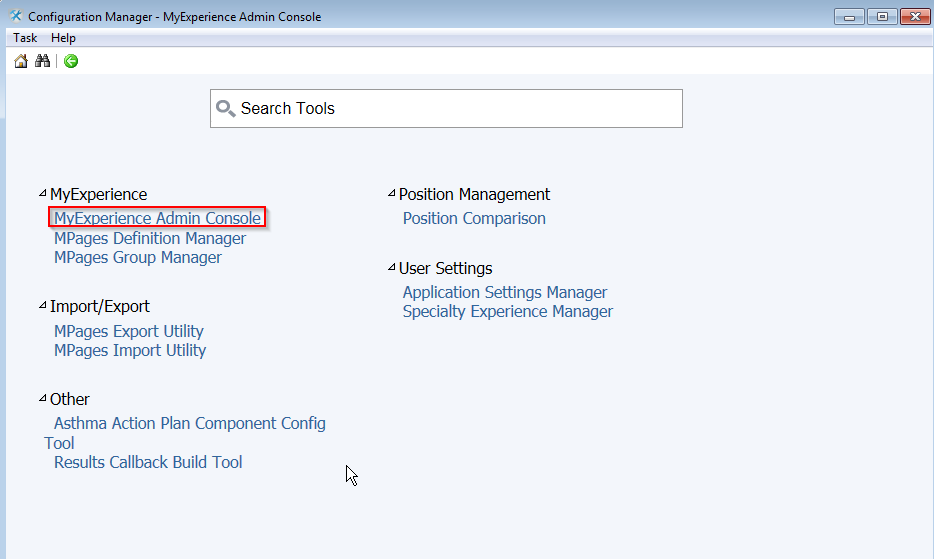 Configuration Manager - MyExperience Admin Console
Task Help
Search Tools
MyExperience
MyExperience Admin Console
MPages Definition Manager
MPages Group Manager
Import/Export
MPages Export Utility
MPages Import Utility
Other
Asthma Action Plan Component Config
Tool
Results Callback Build Tool
Position Management
Position Comparison
User Settings
Application Settings Manager
Specialty Experience Manager